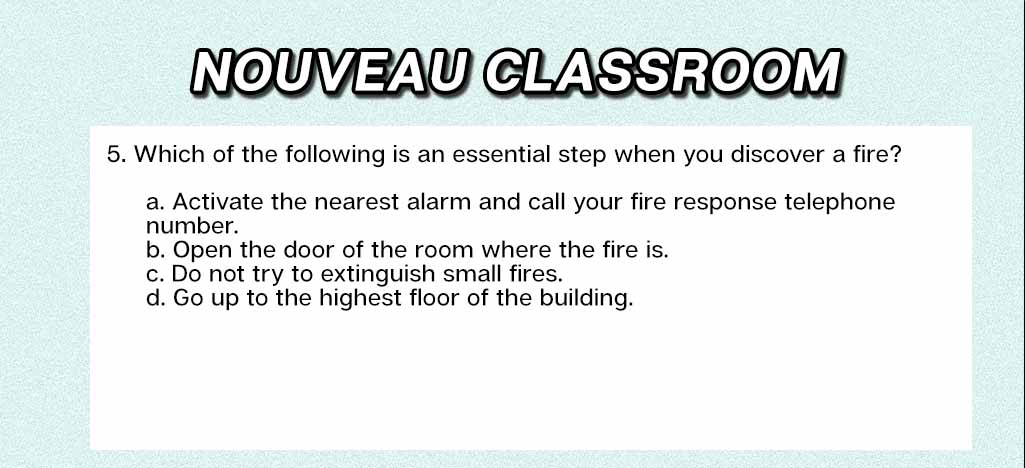 NOUVEAU CLASSROOM
5. Which of the following is an essential step when you discover a fire?
a. Activate the nearest alarm and call your fire response telephone
number.
b. Open the door of the room where the fire is.
c. Do not try to extinguish small fires.
d. Go up to the highest floor of the building.